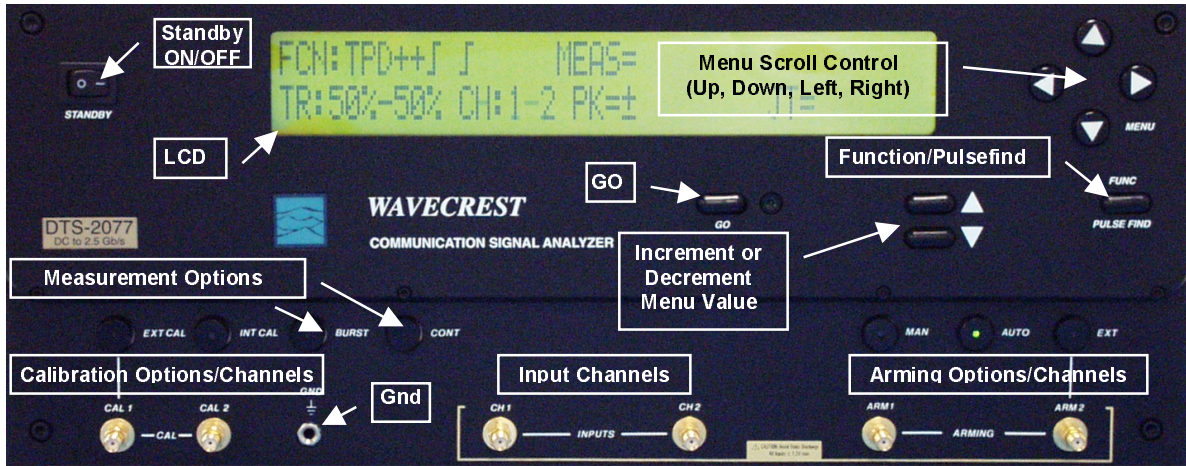 Standby
ON/OFF
STANDBY
FCN:TPD++∫ ∫ MEAS=
TR:50%-50% CH:1-2 PK=±
Menu Scroll Control
(Up, Down, Left, Right)
MENU
LCD
Function/Pulsefind
FUNC
PULSE FIND
GO
GO
DTS-2077
DC to 2.5 Gb/s
WAVECREST
COMMUNICATION SIGNAL ANALYZER
Increment or
Decrement
Menu Value
Measurement Options
EXT CAL
INT CAL
BURST
CONT
MAN
AUTO
EXT
Calibration Options/Channels
Input Channels
Arming Options/Channels
GND
Gnd
CAL 1
CAL 2
CAL
CH 1
CH 2
INPUTS
ARM 1
ARM 2
ARMING